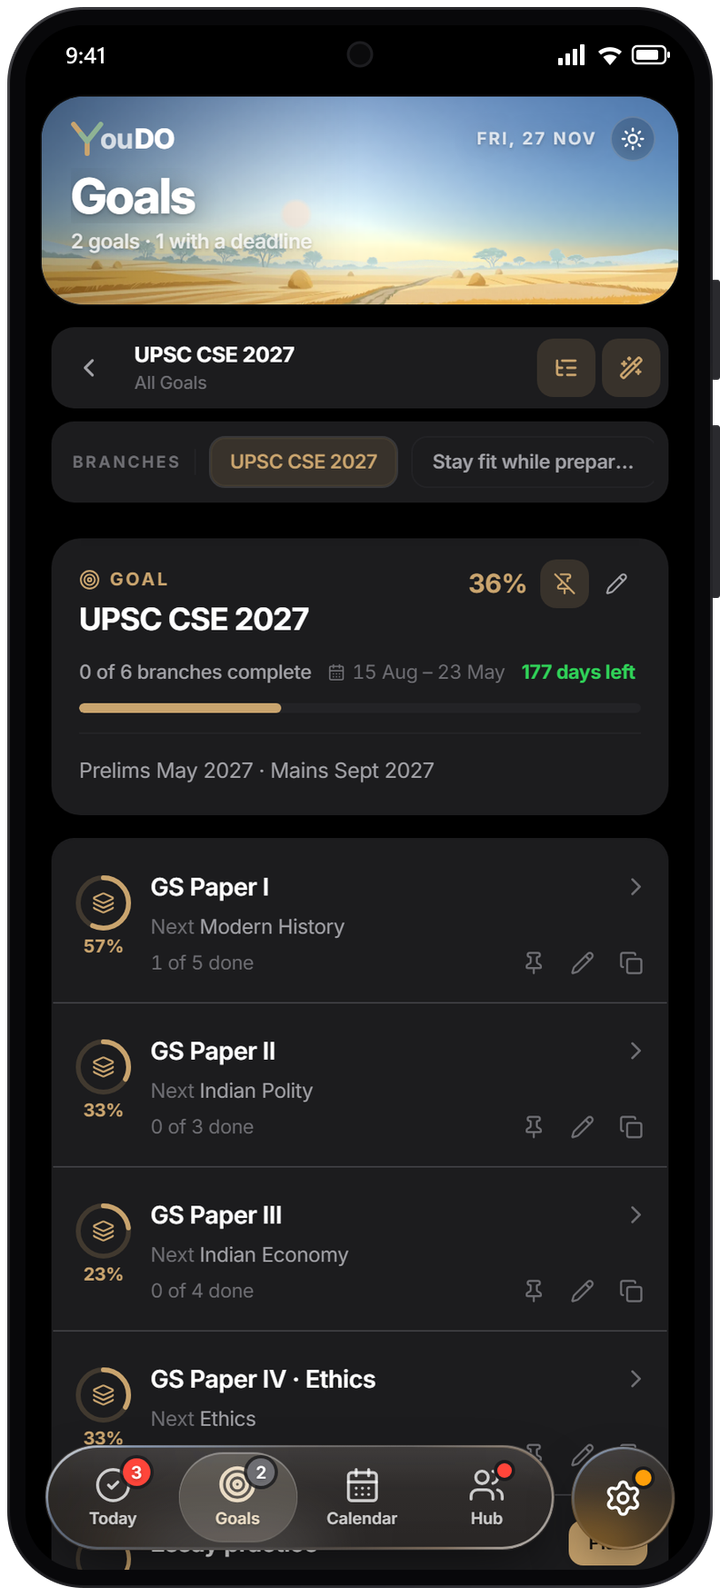 9:41
YouDO
FRI, 27 NOV
Goals
2 goals · 1 with a deadline
UPSC CSE 2027
All Goals
BRANCHES
UPSC CSE 2027
Stay fit while prepar...
GOAL
36%
UPSC CSE 2027
0 of 6 branches complete
15 Aug – 23 May
177 days left
Prelims May 2027 · Mains Sept 2027
GS Paper I
Next Modern History
57%
1 of 5 done
GS Paper II
Next Indian Polity
33%
0 of 3 done
GS Paper III
Next Indian Economy
23%
0 of 4 done
GS Paper IV · Ethics
Next Ethics
33%
3
2
Today
Goals
Calendar
Hub